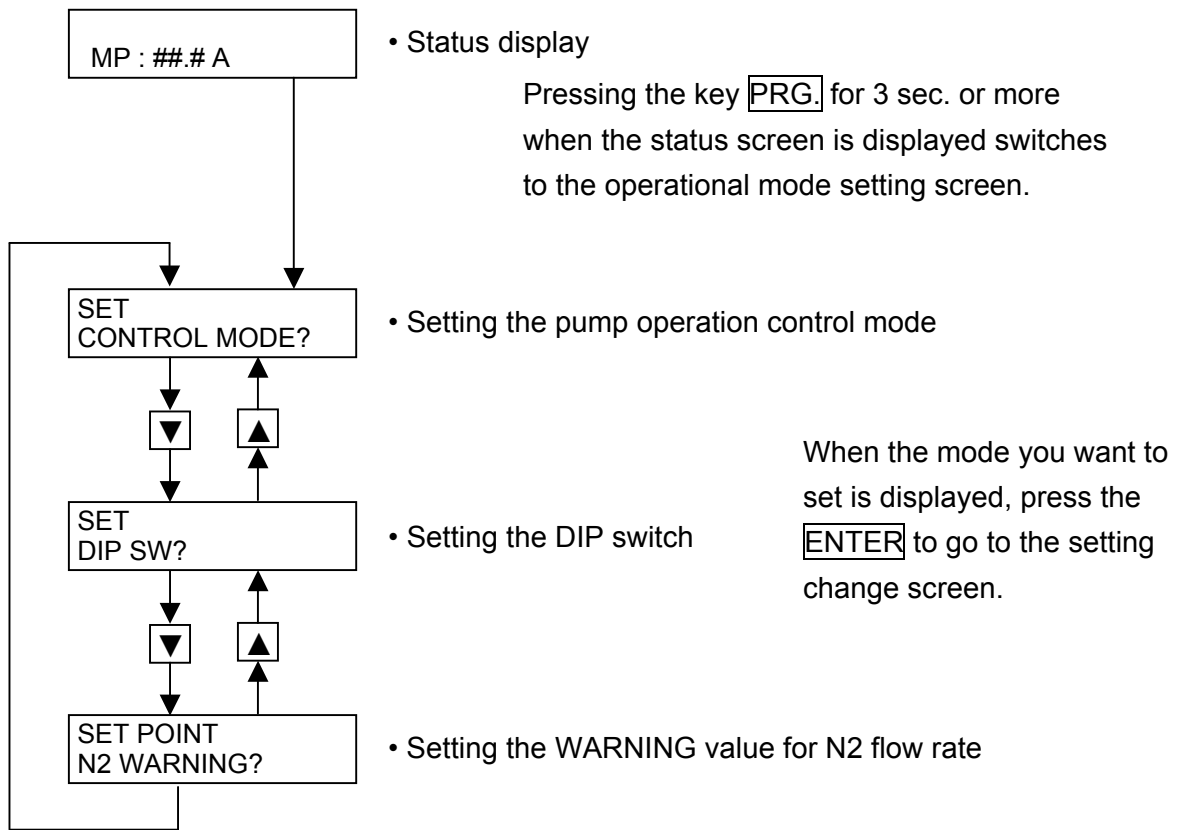 MP : ##.# A
• Status display
Pressing the key PRG. for 3 sec. or more
when the status screen is displayed switches
to the operational mode setting screen.
SET
CONTROL MODE?
• Setting the pump operation control mode
▼ ▲
When the mode you want to
set is displayed, press the
ENTER to go to the setting
change screen.
SET
DIP SW?
• Setting the DIP switch
▼ ▲
SET POINT
N2 WARNING?
• Setting the WARNING value for N2 flow rate